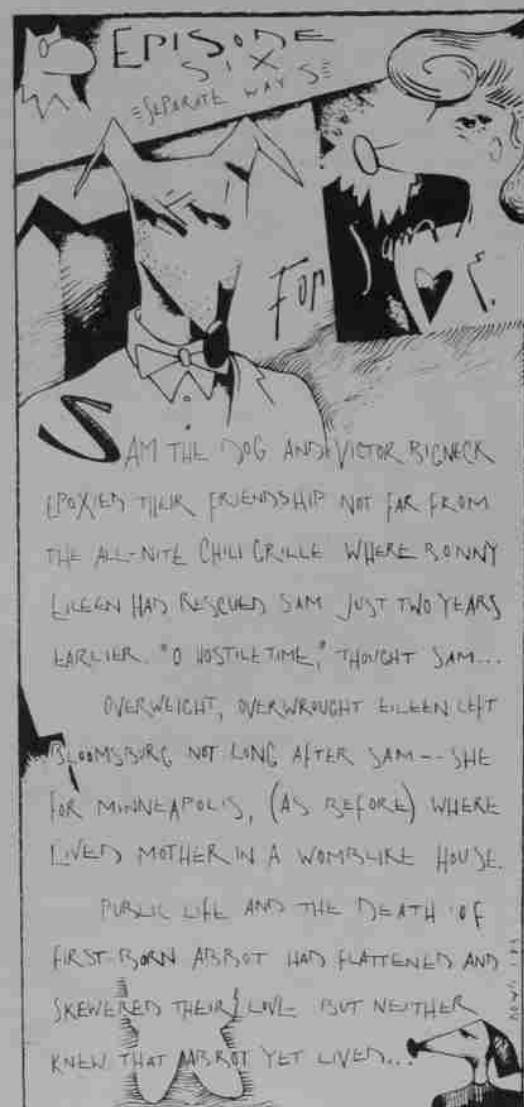 EPISODE
SIX
SEPARATE WAYS
For
SAM THE DOG AND VICTOR BIGNECK
EPOXIED THEIR FRIENDSHIP NOT FAR FROM
THE ALL-NITE CHILI GRILLE WHERE BONNY
EILEEN HAD RESCUED SAM JUST TWO YEARS
EARLIER. "O HOSTILE TIME," THOUGHT SAM...
OVERWEIGHT, OVERWROUGHT EILEEN LEFT
BLOOMSBURG NOT LONG AFTER SAM -- SHE
FOR MINNEAPOLIS, (AS BEFORE) WHERE
LIVED MOTHER IN A WOMBLIKE HOUSE.
PUBLIC LIFE AND THE DEATH OF
FIRST-BORN ABBOT HAD FLATTENED AND
SKEWERED THEIR LOVE BUT NEITHER
KNEW THAT ABBOT YET LIVED...